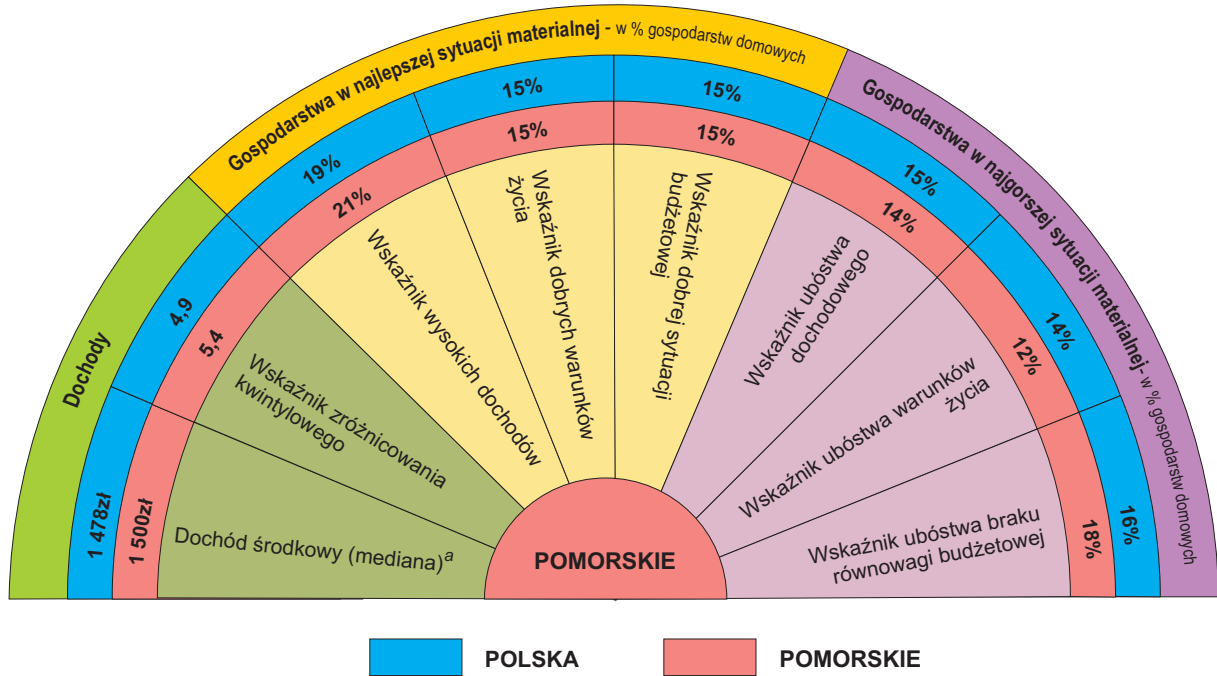 Dochody
Gospodarstwa w najlepszej sytuacji materialnej - w % gospodarstw domowych
Gospodarstwa w najgorszej sytuacji materialnej- w % gospodarstw domowych
1 478zł
4,9
19%
15%
15%
15%
14%
16%
1 500zł
5,4
21%
15%
15%
14%
12%
18%
Dochód środkowy (mediana)a
Wskaźnik zróżnicowania
kwintylowego
Wskaźnik wysokich dochodów
Wskaźnik dobrych warunków
życia
Wskaźnik dobrej sytuacji
budżetowej
Wskaźnik ubóstwa
dochodowego
Wskaźnik ubóstwa warunków
życia
Wskaźnik ubóstwa braku
równowagi budżetowej
POMORSKIE
POLSKA
POMORSKIE